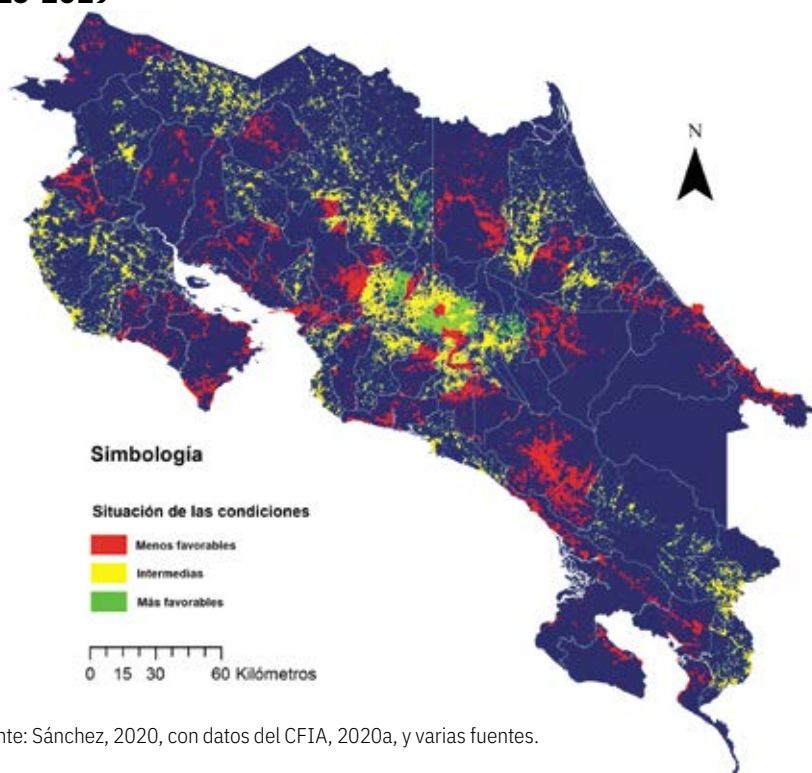 N
Simbología
Situación de las condiciones
Menos favorables
Intermedias
Más favorables
0 15 30 60 Kilómetros
nte: Sánchez, 2020, con datos del CFIA, 2020a, y varias fuentes.